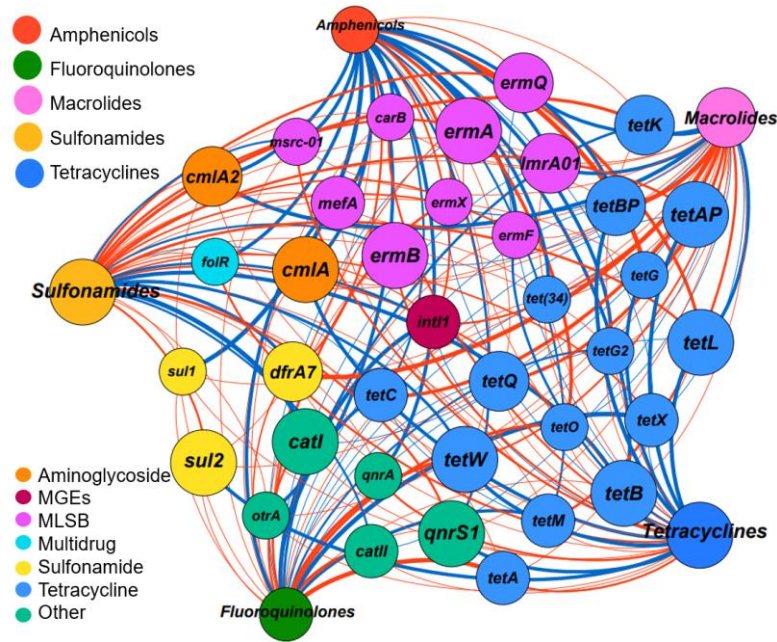 Amphenicols
Fluoroquinolones
Macrolides
Sulfonamides
Tetracyclines
Amphenicols
ermQ
carB
ermA
tetK
Macrolides
msrc-01
lmrA01
cmlA2
mefA
ermX
tetBP
tetAP
ermF
ermB
folR
cmlA
tetG
Sulfonamides
tet(34)
intI1
tetL
tetG2
sul1
dfrA7
tetQ
tetC
tetX
tetO
catI
sul2
tetW
qnrA
tetB
otrA
qnrS1
tetM
Tetracyclines
catII
tetA
Fluoroquinolones
Aminoglycoside
MGEs
MLSB
Multidrug
Sulfonamide
Tetracycline
Other